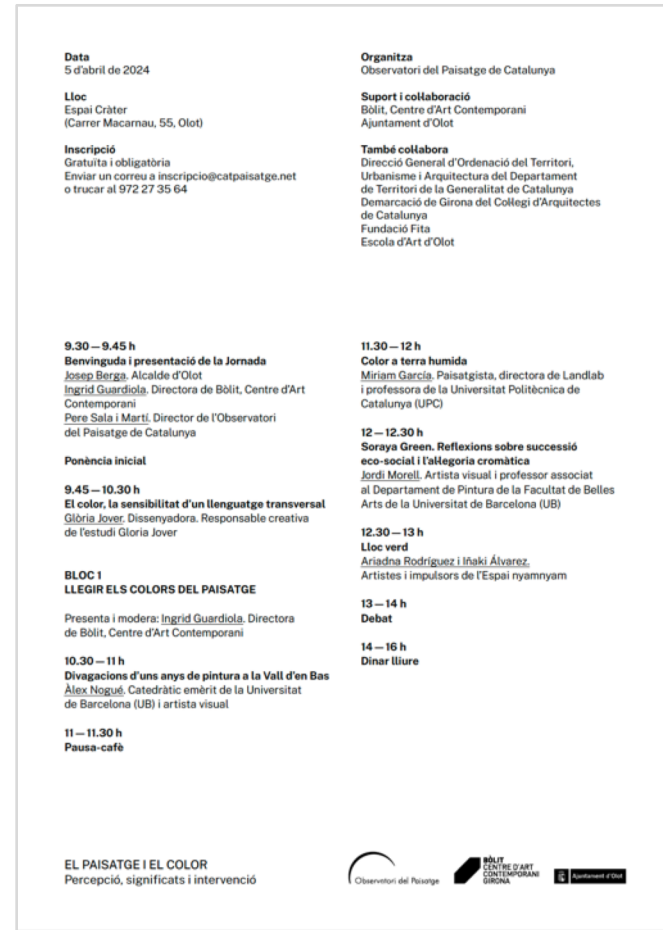 Data
5 d'abril de 2024
Lloc
Espai Cràter
(Carrer Macarnau, 55, Olot)
Inscripció
Gratuïta i obligatòria
Enviar un correu a inscripcio@catpaisatge.net
o trucar al 972 27 35 64
Organitza
Observatori del Paisatge de Catalunya
Suport i col·laboració
Bòlit, Centre d'Art Contemporani
Ajuntament d'Olot
També col·labora
Direcció General d'Ordenació del Territori,
Urbanisme i Arquitectura del Departament
de Territori de la Generalitat de Catalunya
Demarcació de Girona del Col·legi d'Arquitectes
de Catalunya
Fundació Fita
Escola d'Art d'Olot
9.30 — 9.45 h
Benvinguda i presentació de la Jornada
Josep Berga. Alcalde d'Olot
Ingrid Guardiola. Directora de Bòlit, Centre d'Art
Contemporani
Pere Sala i Martí. Director de l'Observatori
del Paisatge de Catalunya
Ponència inicial
9.45 — 10.30 h
El color, la sensibilitat d'un llenguatge transversal
Glòria Jover. Dissenyadora. Responsable creativa
de l'estudi Gloria Jover
BLOC 1
LLEGIR ELS COLORS DEL PAISATGE
Presenta i modera: Ingrid Guardiola. Directora
de Bòlit, Centre d'Art Contemporani
10.30 — 11 h
Divagacions d'uns anys de pintura a la Vall d'en Bas
Àlex Nogué. Catedràtic emèrit de la Universitat
de Barcelona (UB) i artista visual
11 — 11.30 h
Pausa-cafè
11.30 — 12 h
Color a terra humida
Miriam García. Paisatgista, directora de Landlab
i professora de la Universitat Politècnica de
Catalunya (UPC)
12 — 12.30 h
Soraya Green. Reflexions sobre successió
eco-social i l'al·legoria cromàtica
Jordi Morell. Artista visual i professor associat
al Departament de Pintura de la Facultat de Belles
Arts de la Universitat de Barcelona (UB)
12.30 — 13 h
Lloc verd
Ariadna Rodríguez i Iñaki Álvarez.
Artistes i impulsors de l'Espai nyamnyam
13 — 14 h
Debat
14 — 16 h
Dinar lliure
EL PAISATGE I EL COLOR
Percepció, significats i intervenció
Observatori del Paisatge
BÒLIT
CENTRE D'ART
CONTEMPORANI
GIRONA
Ajuntament d'Olot